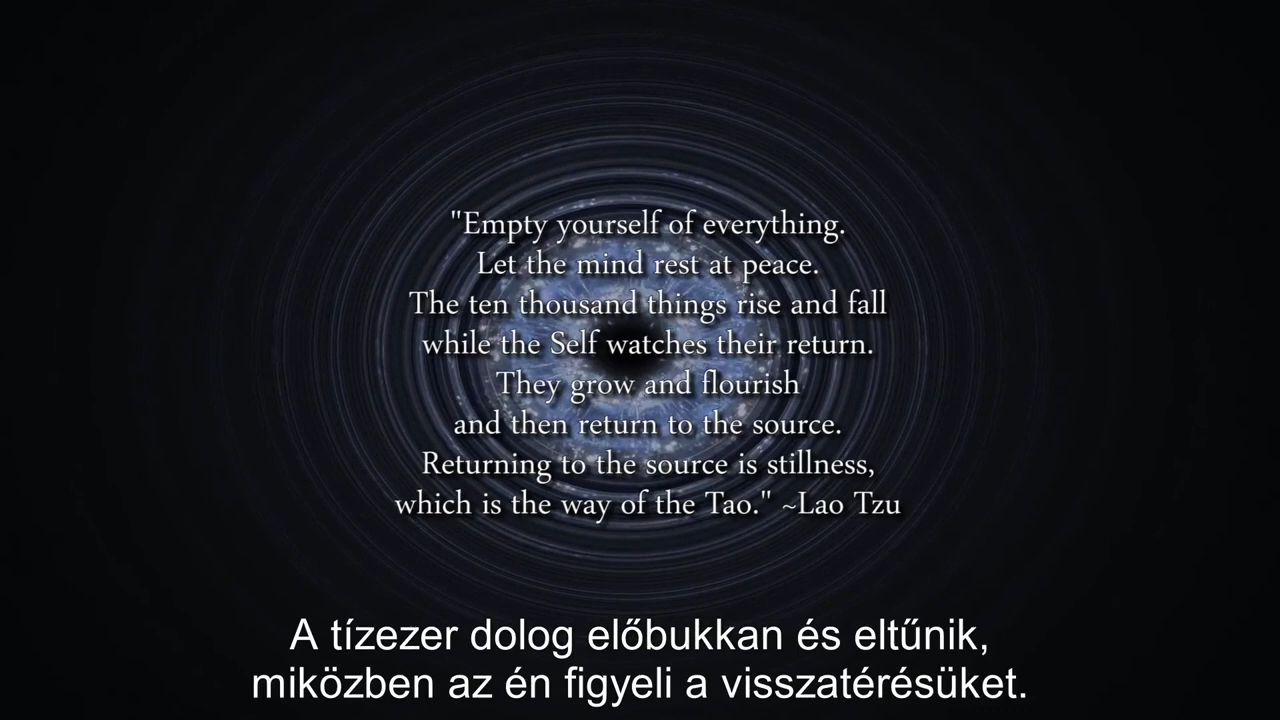 "Empty yourself of everything.
Let the mind rest at peace.
The ten thousand things rise and fall
while the Self watches their return.
They grow and flourish
and then return to the source.
Returning to the source is stillness,
which is the way of the Tao." ~Lao Tzu
A tízezer dolog előbukkan és eltűnik,
miközben az én figyeli a visszatérésüket.